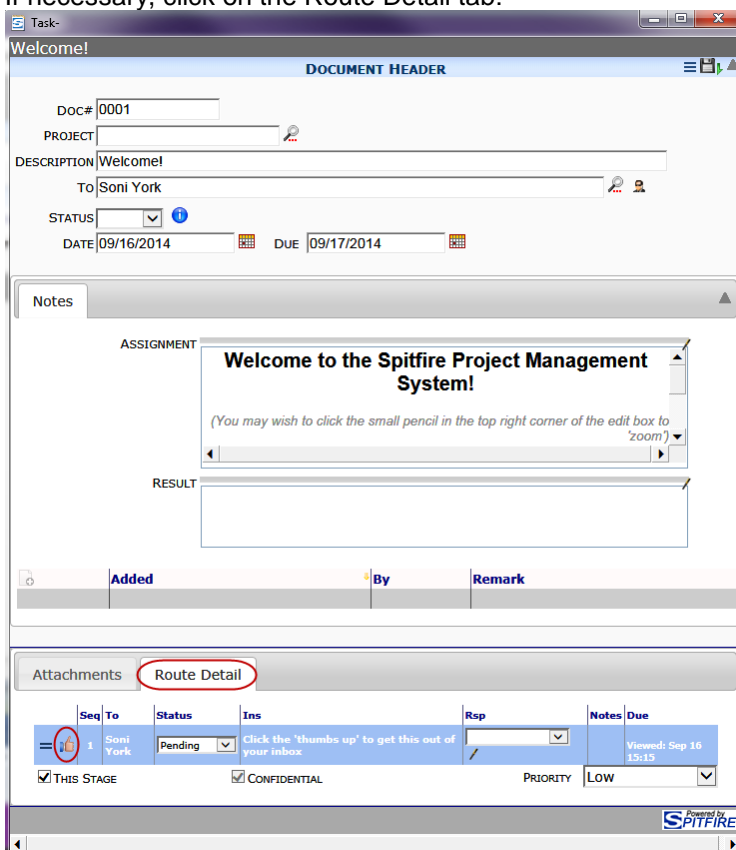 If necessary, click on the Route Detail tab.
Task-
Welcome!
DOCUMENT HEADER
DOC# 0001
PROJECT
DESCRIPTION Welcome!
TO Soni York
STATUS
DATE 09/16/2014 DUE 09/17/2014
Notes
ASSIGNMENT
Welcome to the Spitfire Project Management
System!
(You may wish to click the small pencil in the top right corner of the edit box to
'zoom')
RESULT
Added By Remark
Attachments Route Detail
Seq To Status Ins Rsp Notes Due
1 Soni York Pending Click the 'thumbs up' to get this out of your inbox Viewed: Sep 16 15:15
THIS STAGE CONFIDENTIAL PRIORITY Low
Powered by
SPITFIRE